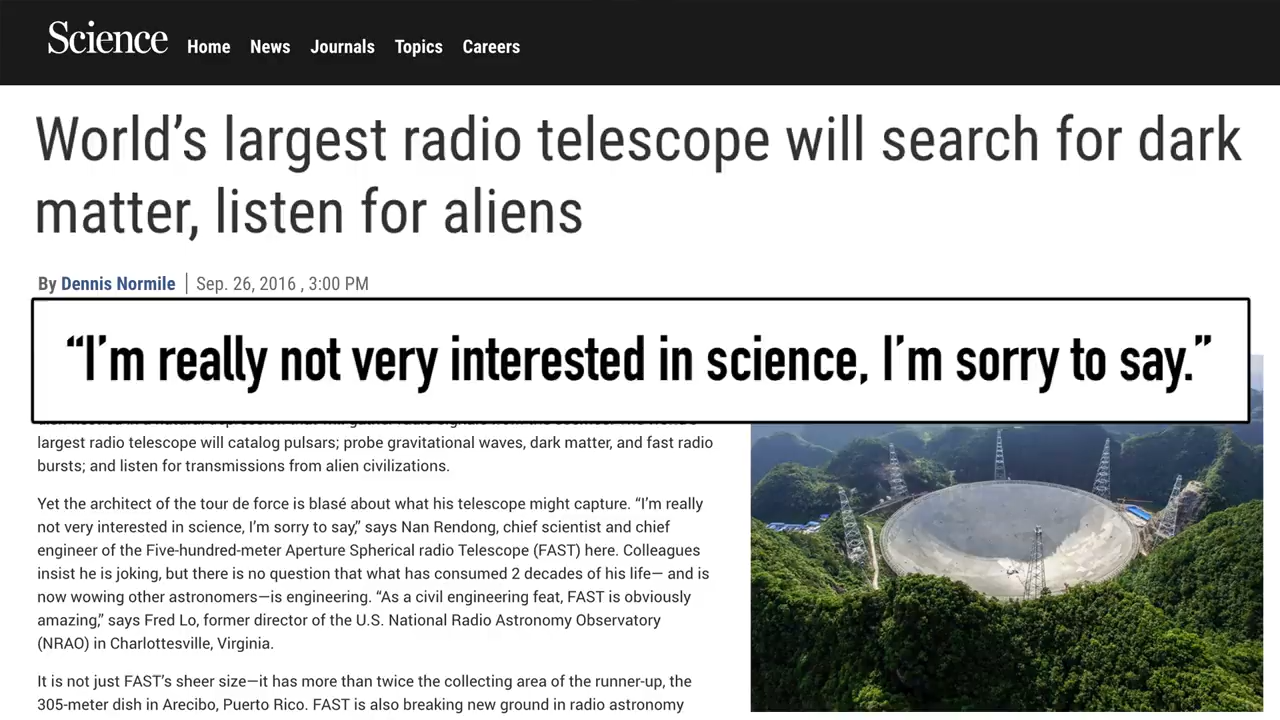 Science Home News Journals Topics Careers
World's largest radio telescope will search for dark
matter, listen for aliens
By Dennis Normile | Sep. 26, 2016 , 3:00 PM
“I'm really not very interested in science, I'm sorry to say.”
largest radio telescope will catalog pulsars; probe gravitational waves, dark matter, and fast radio
bursts; and listen for transmissions from alien civilizations.
Yet the architect of the tour de force is blasé about what his telescope might capture. “I'm really
not very interested in science, I'm sorry to say,” says Nan Rendong, chief scientist and chief
engineer of the Five-hundred-meter Aperture Spherical radio Telescope (FAST) here. Colleagues
insist he is joking, but there is no question that what has consumed 2 decades of his life— and is
now wowing other astronomers—is engineering. “As a civil engineering feat, FAST is obviously
amazing,” says Fred Lo, former director of the U.S. National Radio Astronomy Observatory
(NRAO) in Charlottesville, Virginia.
It is not just FAST's sheer size—it has more than twice the collecting area of the runner-up, the
305-meter dish in Arecibo, Puerto Rico. FAST is also breaking new ground in radio astronomy